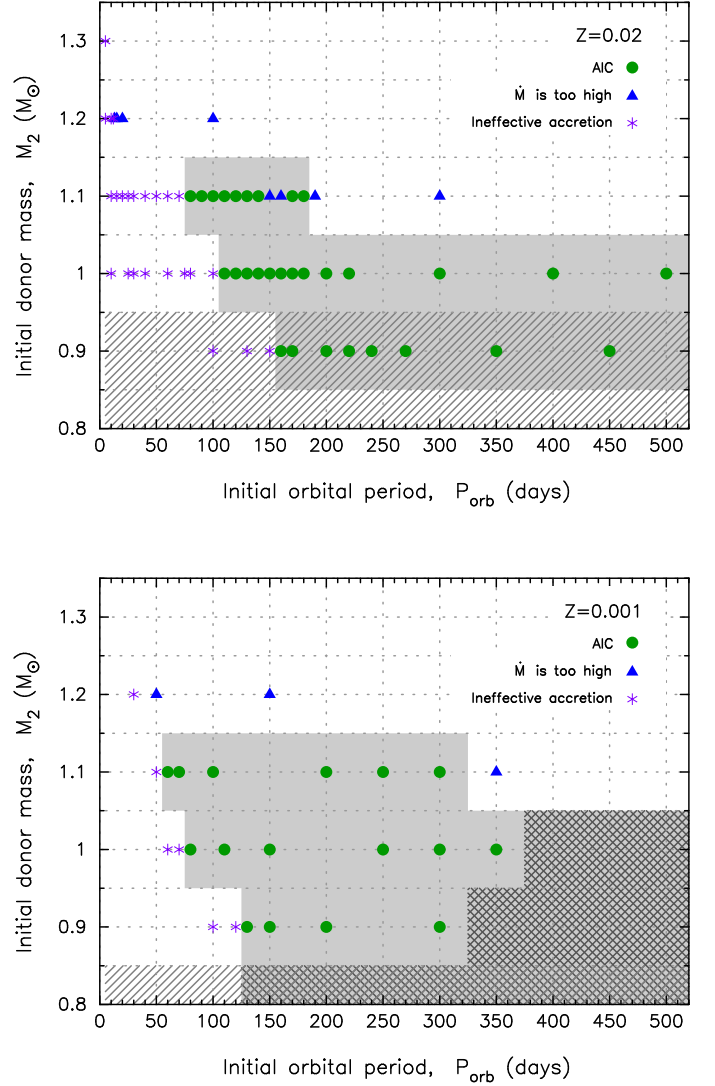 1.3
1.2
1.1
1
0.9
0.8
0 50 100 150 200 250 300 350 400 450 500
Initial donor mass, M2 (M☉)
Initial orbital period, Porb (days)
Z=0.02
AIC
Ṁ is too high
Ineffective accretion
1.3
1.2
1.1
1
0.9
0.8
0 50 100 150 200 250 300 350 400 450 500
Initial donor mass, M2 (M☉)
Initial orbital period, Porb (days)
Z=0.001
AIC
Ṁ is too high
Ineffective accretion